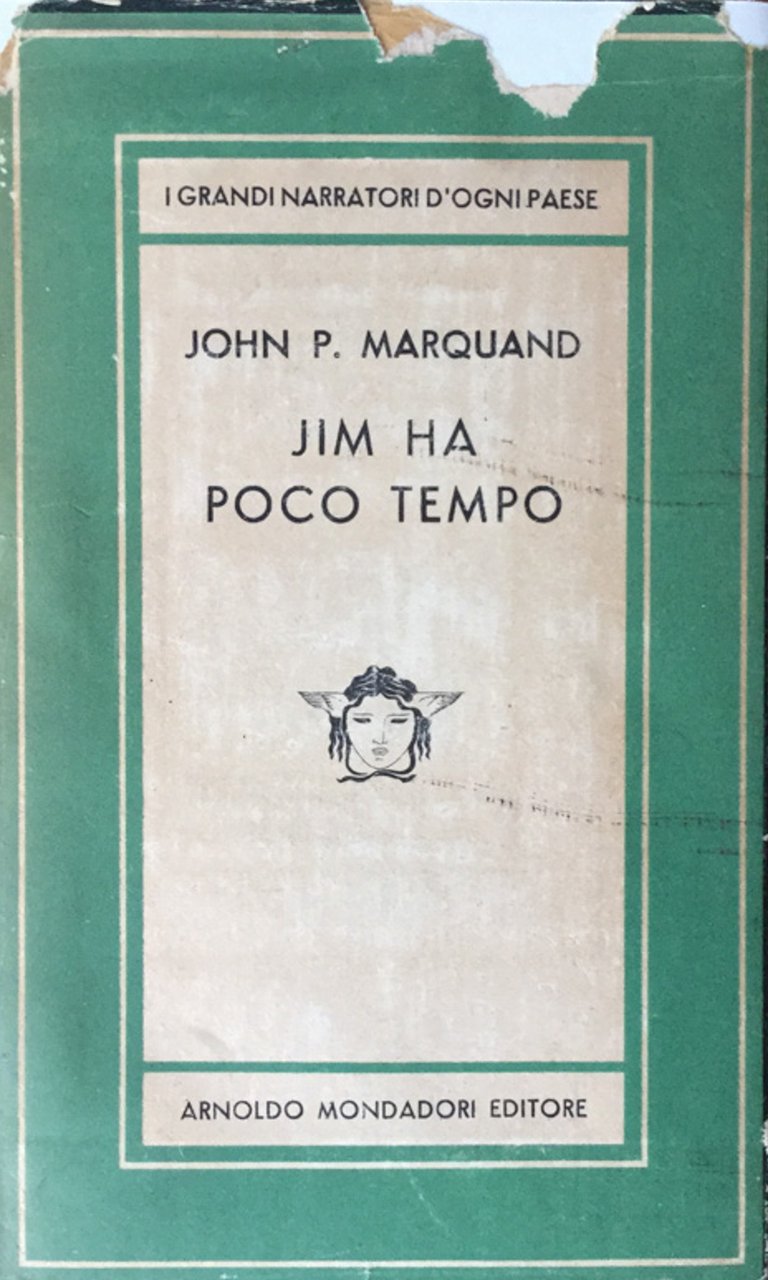 I GRANDI NARRATORI D'OGNI PAESE
JOHN P. MARQUAND
JIM HA
POCO TEMPO
ARNOLDO MONDADORI EDITORE